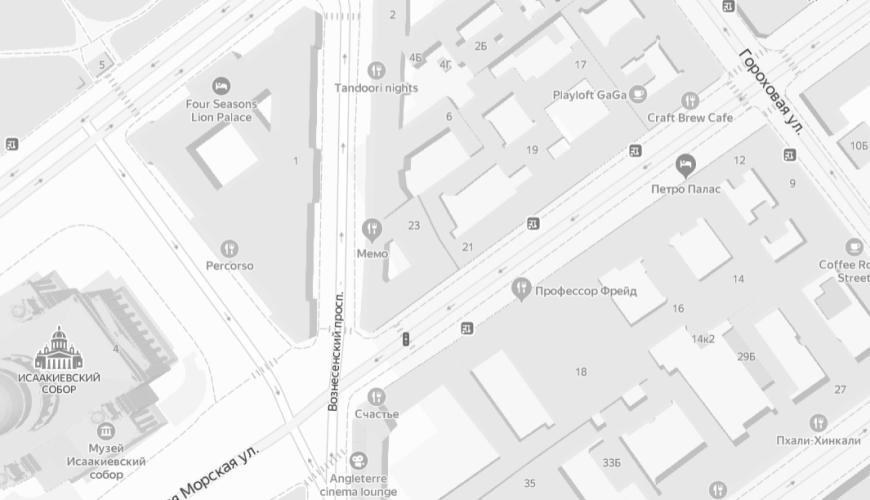 2
5
4Б
4Г
2Б
17
Гороховая ул.
Tandoori nights
Four Seasons
Lion Palace
Playloft GaGa
Craft Brew Cafe
6
19
10Б
1
12
Петро Палас
9
23
21
Мемо
Percorso
Coffee Ro
Street
14
Профессор Фрейд
16
14к2
29Б
Вознесенский просп.
4
ИСААКИЕВСКИЙ
СОБОР
18
27
Счастье
Музей
Исаакиевский
собор
Пхали-Хинкали
я Морская ул.
Angleterre
cinema lounge
33Б
35